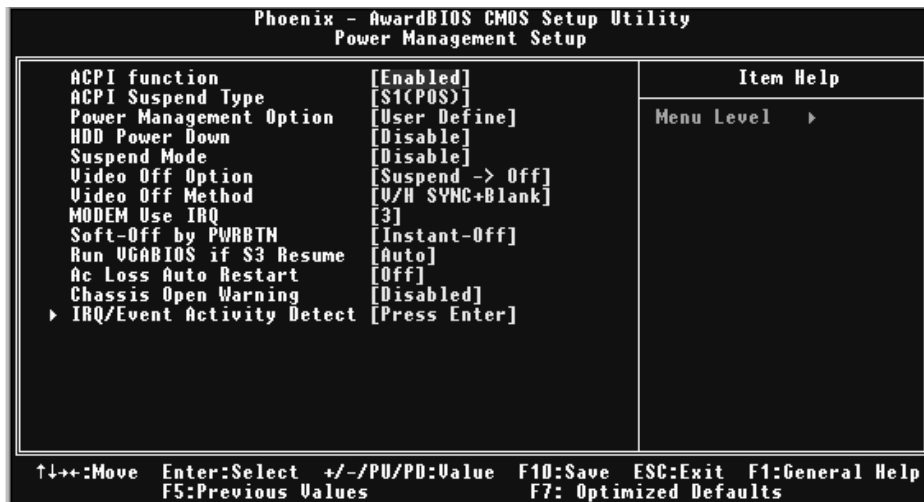 Phoenix - AwardBIOS CMOS Setup Utility
Power Management Setup
ACPI function [Enabled]
ACPI Suspend Type [S1(POS)]
Power Management Option [User Define]
HDD Power Down [Disable]
Suspend Mode [Disable]
Video Off Option [Suspend -> Off]
Video Off Method [V/H SYNC+Blank]
MODEM Use IRQ [3]
Soft-Off by PWRBTN [Instant-Off]
Run VGABIOS if S3 Resume [Auto]
Ac Loss Auto Restart [Off]
Chassis Open Warning [Disabled]
▸ IRQ/Event Activity Detect [Press Enter]
Item Help
Menu Level ▸
↑↓→←:Move Enter:Select +/-/PU/PD:Value F10:Save ESC:Exit F1:General Help
F5:Previous Values F7: Optimized Defaults